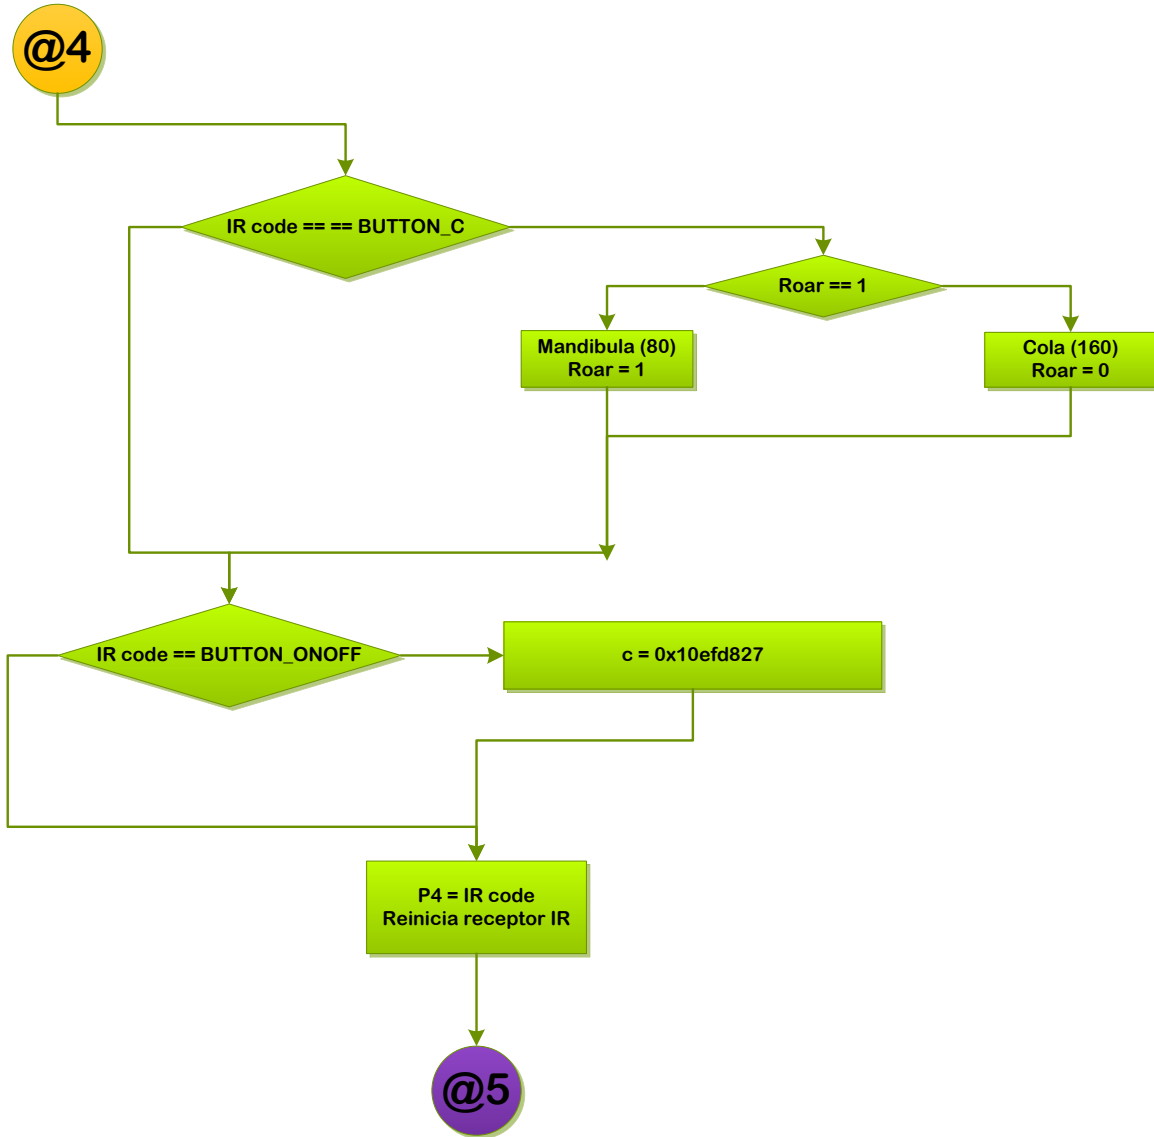 @4
IR code == == BUTTON_C
Roar == 1
Mandibula (80)
Roar = 1
Cola (160)
Roar = 0
IR code == BUTTON_ONOFF
c = 0x10efd827
P4 = IR code
Reinicia receptor IR
@5